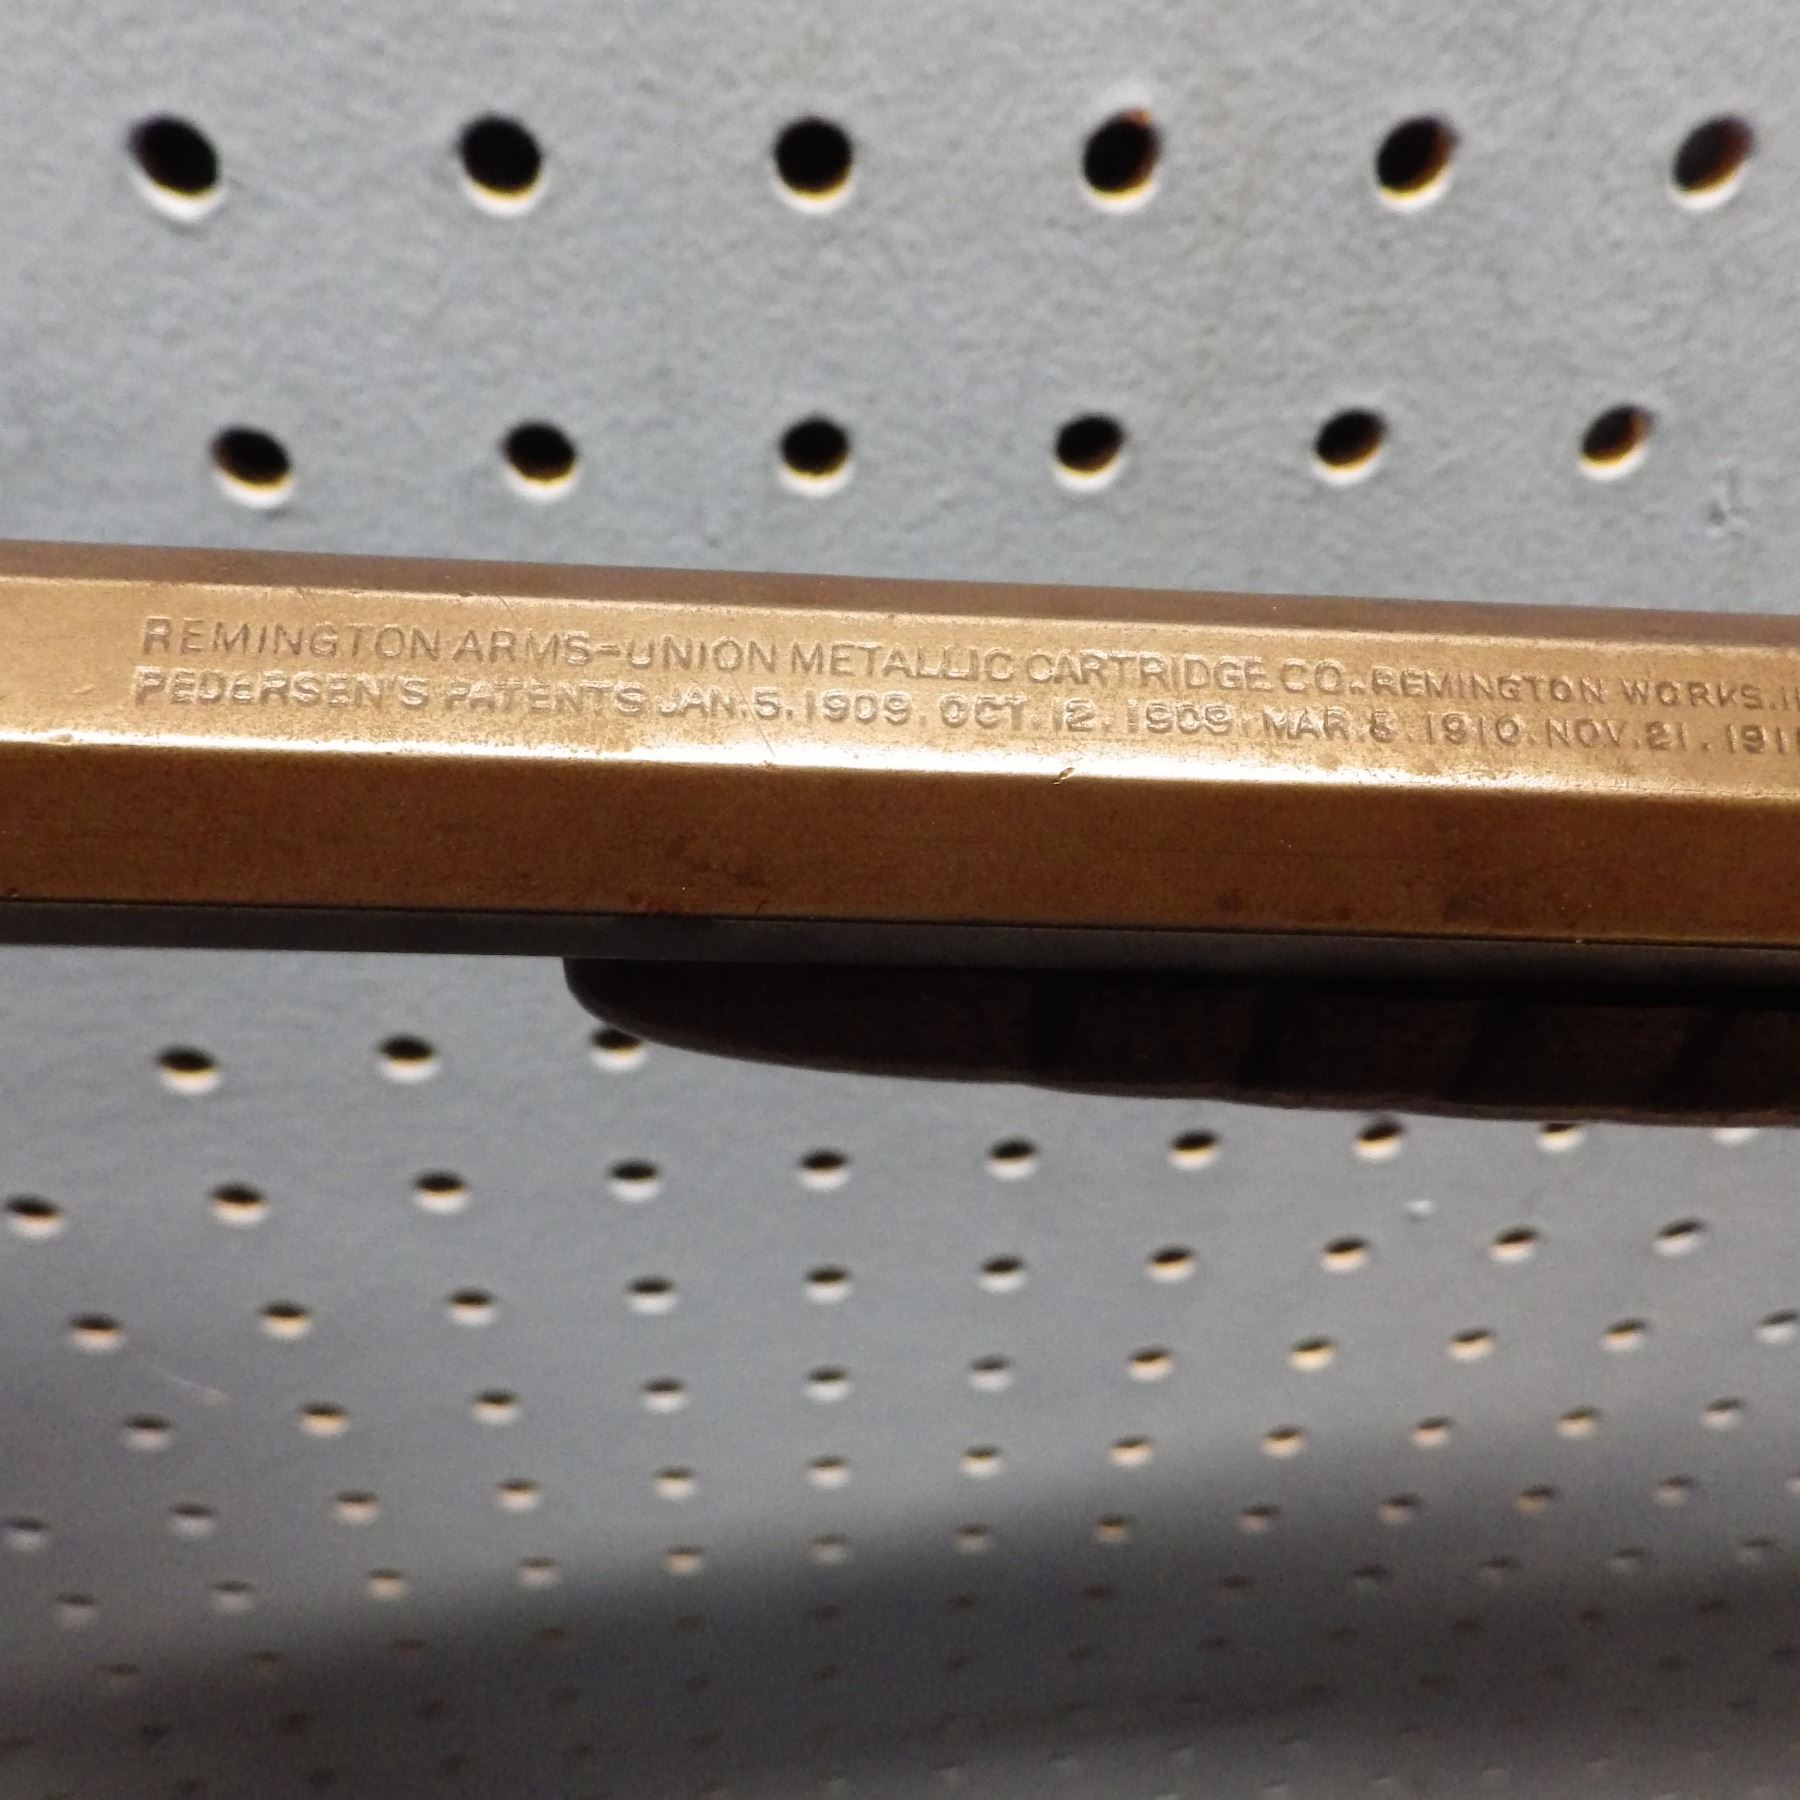 REMINGTON ARMS-UNION METALLIC CARTRIDGE CO. REMINGTON WORKS.
PEDERSEN'S PATENTS JAN.5.1909. OCT.12.1909. MAR.8.1910. NOV.21.